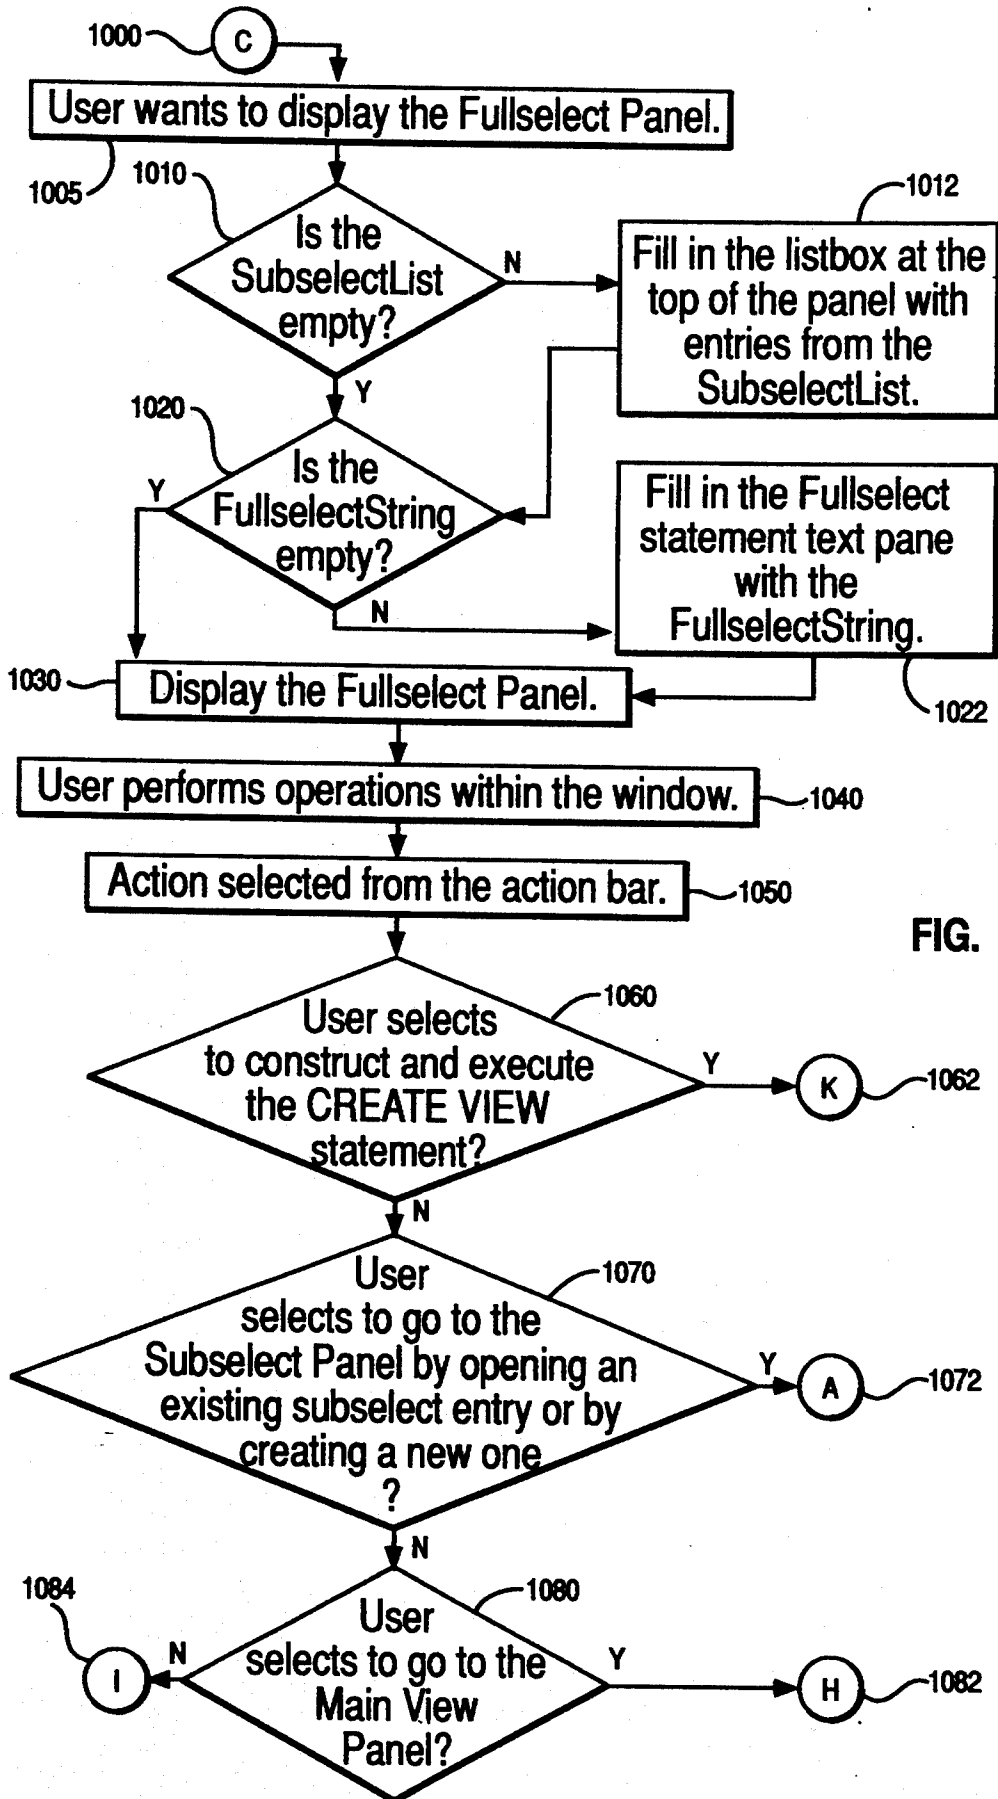 1000
C
User wants to display the Fullselect Panel.
1005
1010
Is the
SubselectList
empty?
N
1012
Fill in the listbox at the
top of the panel with
entries from the
SubselectList.
Y
1020
Is the
FullselectString
empty?
Y
N
Fill in the Fullselect
statement text pane
with the
FullselectString.
1022
1030
Display the Fullselect Panel.
User performs operations within the window.
1040
Action selected from the action bar.
1050
FIG.
1060
User selects
to construct and execute
the CREATE VIEW
statement?
Y
K
1062
N
1070
User
selects to go to the
Subselect Panel by opening an
existing subselect entry or by
creating a new one
?
Y
A
1072
N
1080
User
selects to go to the
Main View
Panel?
1084
I
N
Y
H
1082